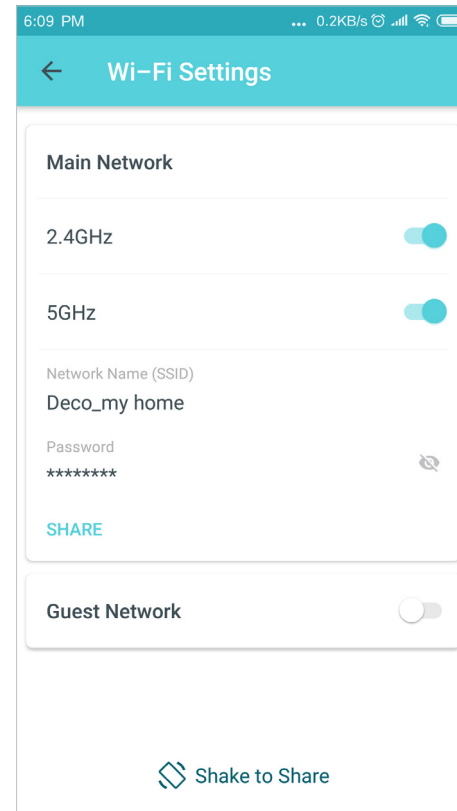 6:09 PM ... 0.2KB/s
Wi-Fi Settings
Main Network
2.4GHz
5GHz
Network Name (SSID)
Deco_my home
Password
********
SHARE
Guest Network
Shake to Share